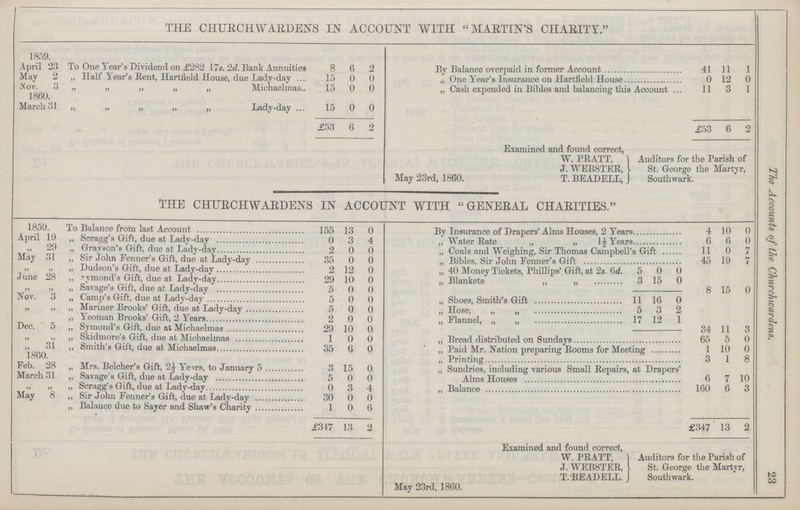 THE CHURCHWARDENS IN ACCOUNT WITH "MARTIN'S CHARITY."
1859.
April 23 To One Year's Dividend on £282 17s. 2d. Bank Annuities 8 6 2
May 2 „ Half Year's Rent, Hartfield House, due Lady-day ... 15 0 0
Nov. 3 „ „ „ „ „ Michaelmas.. 15 0 0
1860.
March 31 „ „ „ „ „ Lady-day ... 15 0 0
£53 6 2
By Balance overpaid in former Account ........................ 41 11 1
„ One Year's Insurance on Hartfield House.................. 0 12 0
„ Cash expended in Bibles and balancing this Account ... 11 3 1
£53 6 2
Examined and found correct,
W. PRATT,
J. WEBSTER,
T. BEADELL,
Auditors for the Parish of
St. George the Martyr,
Southwark.
May 23rd, 1860.
THE CHURCHWARDENS IN ACCOUNT WITH "GENERAL CHARITIES."
1859. To Balance from last Account ................................ 155 13 0
April 19 „ Scragg's Gift, due at Lady-day ............................ 0 3 4
„ 29 „ Grayson's Gift, due at Lady-day............................ 2 0 0
May 31 „ Sir John Fenner's Gift, due at Lady-day ................ 35 0 0
„ „ „ Dudson's Gift, due at Lady-day ............................ 2 12 0
June 28 „ Symond's Gift, due at Lady-day............................ 29 10 0
„ „ „ Savage's Gift, due at Lady-day ............................ 5 0 0
Nov. 3 „ Camp's Gift, due at Lady-day ............................ 5 0 0
„ „ „ Mariner Brooks' Gift, due at Lady-day .................. 5 0 0
„ Yeoman Brooks' Gift, 2 Years............................ 2 0 0
Dec. 5 „ Symond's Gift, due at Michaelmas ........................ 29 10 0
„ „ „ Skidmore's Gift, due at Michaelmas ...................... 1 0 0
„ 31 „ Smith's Gift, due at Michaelmas............................ 35 6 0
1860.
Feb. 28 „ Mrs. Belcher's Gift, 2½ Years, to January 5 ............ 3 15 0
March 31 „ Savage's Gift, due at Lady-day ............................ 5 0 0
„ „ „ Scragg's Gift, due at Lady-day............................ 0 3 4
May 8 „ Sir John Fenner's Gift, due at Lady-day ................ 30 0 0
„ Balance due to Sayer and Shaw's Charity ................ 1 0 6
£347 13 2
By Insurance of Drapers' Alms Houses, 2 Years.............. 4 10 0
„ Water Rate „ „ 1½ Years.............. 6 6 0
„ Coals and Weighing, Sir Thomas Campbell's Gift ...... 11 0 7
„ Bibles, Sir John Fenner's Gift ............................ 45 19 7
„ 40 Money Tickets, Phillips' Gift, at 2s. 6d. 5 0 0
„ Blankets „ „ ......... 3 15 0
8 15 0
„ Shoes, Smith's Gift ............................ 11 16 0
„ Hose, „ „ ............................ 5 3 2
„ Flannel, „ „ ............................ 17 12 1
34 11 3
„ Bread distributed on Sundays................................ 65 5 0
„ Paid Mr. Nation preparing Rooms for Meeting ......... 1 10 0
„ Printing........................................................ 3 1 8
„ Sundries, including various Small Repairs, at Drapers'
Alms Houses ................................................ 6 7 10
„ Balance ........................................................ 160 6 3
£347 13 2
Examined and found correct,
W. PRATT,
J. WEBSTER,
T. BEADELL.
Auditors for the Parish of
St. George the Martyr,
Southwark.
May 23rd, 1860.
The Accounts of the Churchwardens.
23